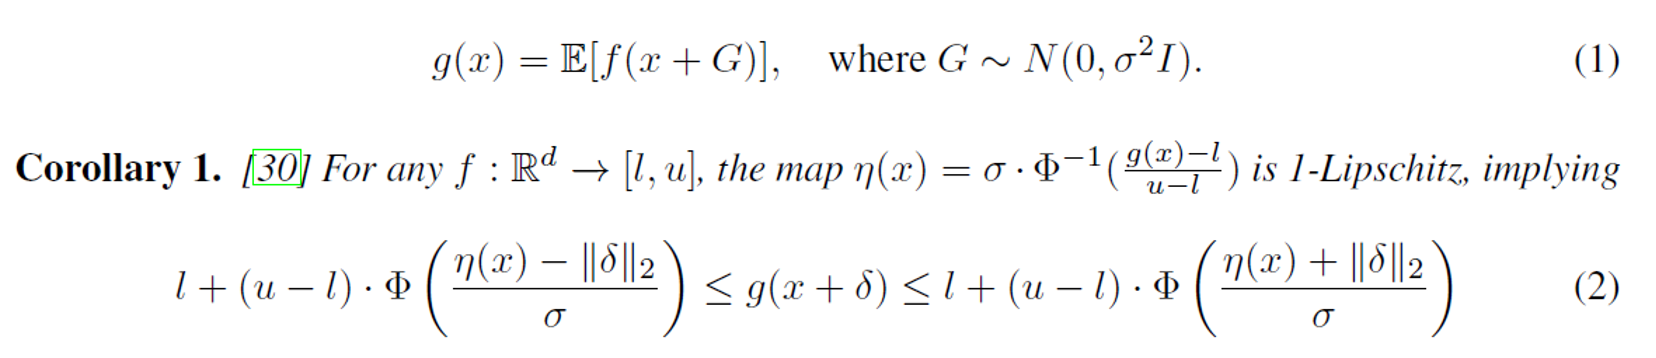 g(x) = 𝔼[f(x + G)], where G ∼ N(0, σ²I). (1)
Corollary 1. [30] For any f : ℝᵈ → [l, u], the map η(x) = σ · Φ⁻¹((g(x)−l)/(u−l)) is 1-Lipschitz, implying
l + (u − l) · Φ((η(x) − ‖δ‖₂)/σ) ≤ g(x + δ) ≤ l + (u − l) · Φ((η(x) + ‖δ‖₂)/σ) (2)